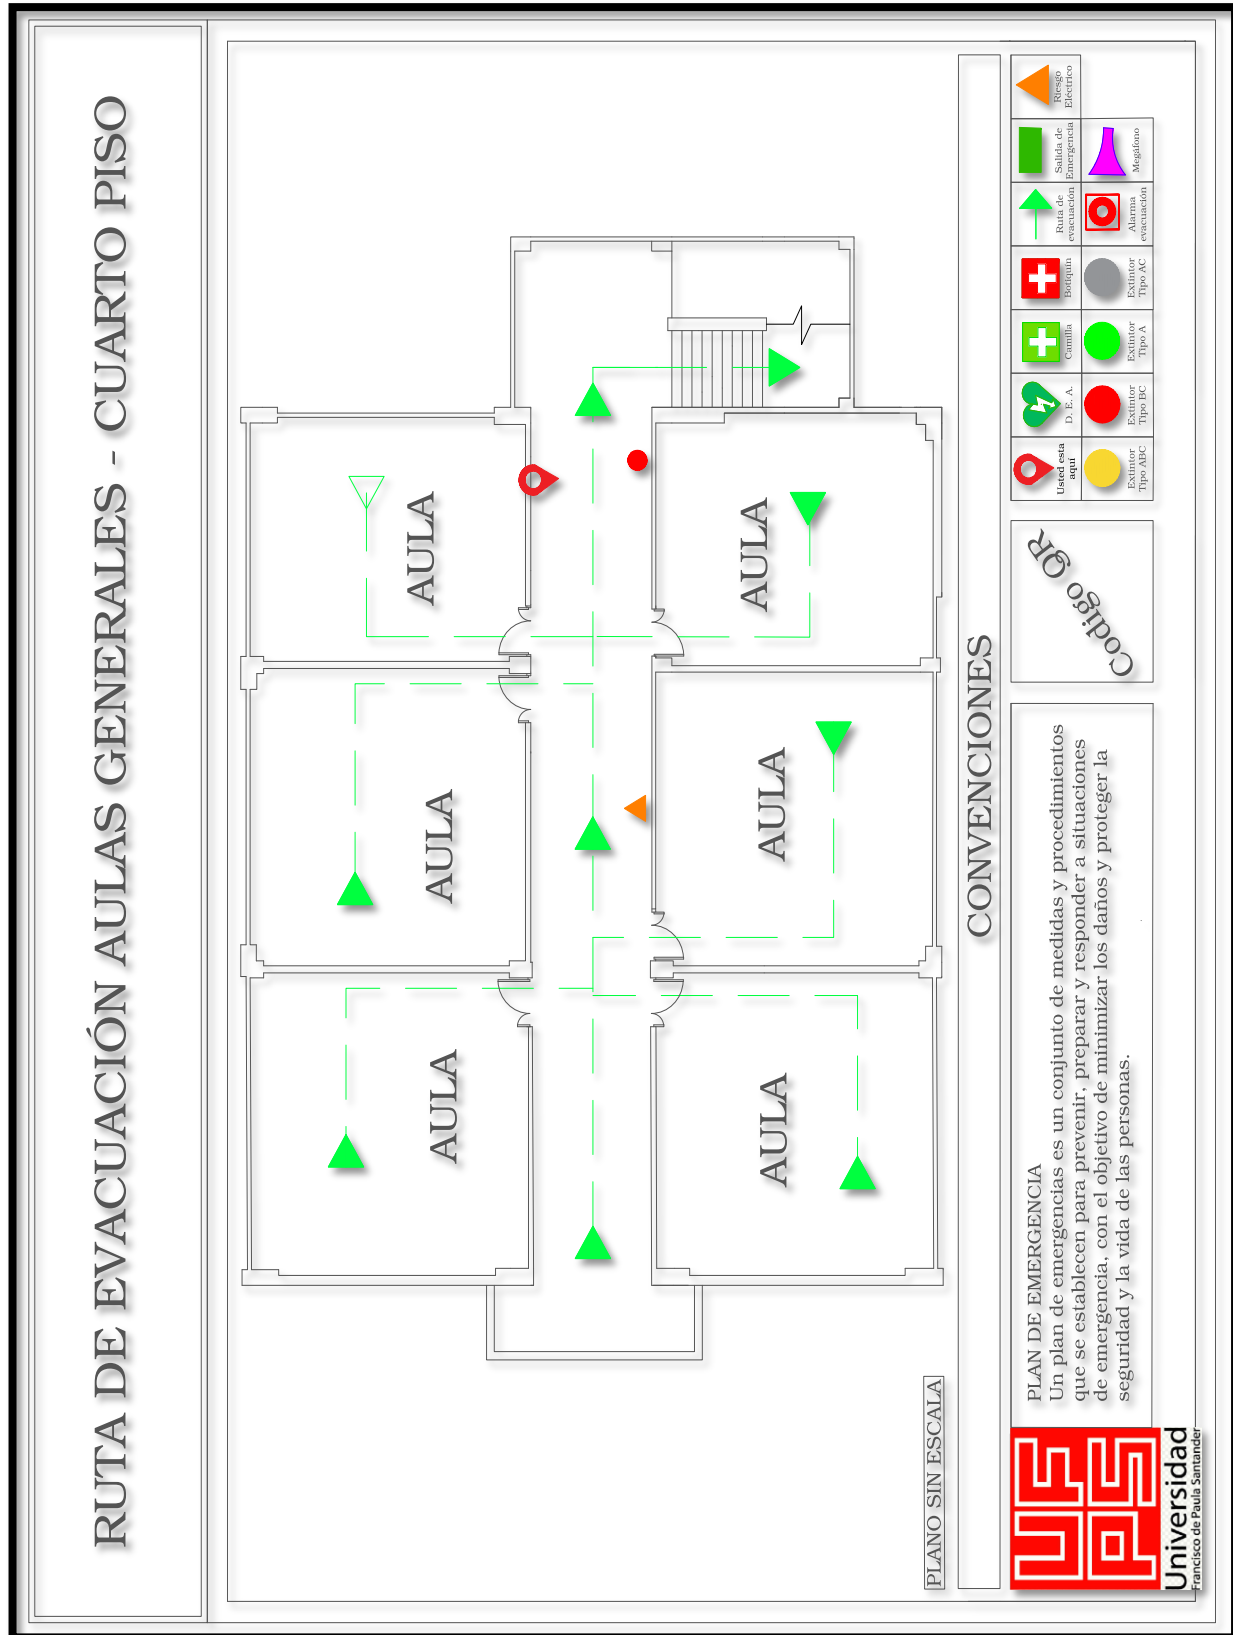 RUTA DE EVACUACIÓN AULAS GENERALES - CUARTO PISO
AULA
AULA
AULA
AULA
AULA
AULA
PLANO SIN ESCALA
CONVENCIONES
PLAN DE EMERGENCIA
Un plan de emergencias es un conjunto de medidas y procedimientos
que se establecen para prevenir, preparar y responder a situaciones
de emergencia, con el objetivo de minimizar los daños y proteger la
seguridad y la vida de las personas.
Codigo QR
Usted esta
aquí
D. E. A.
Camilla
Botiquín
Ruta de
evacuación
Salida de
Emergencia
Riesgo
Eléctrico
Extintor
Tipo ABC
Extintor
Tipo BC
Extintor
Tipo A
Extintor
Tipo AC
Alarma
evacuación
Megáfono
UFPS
Universidad
Francisco de Paula Santander